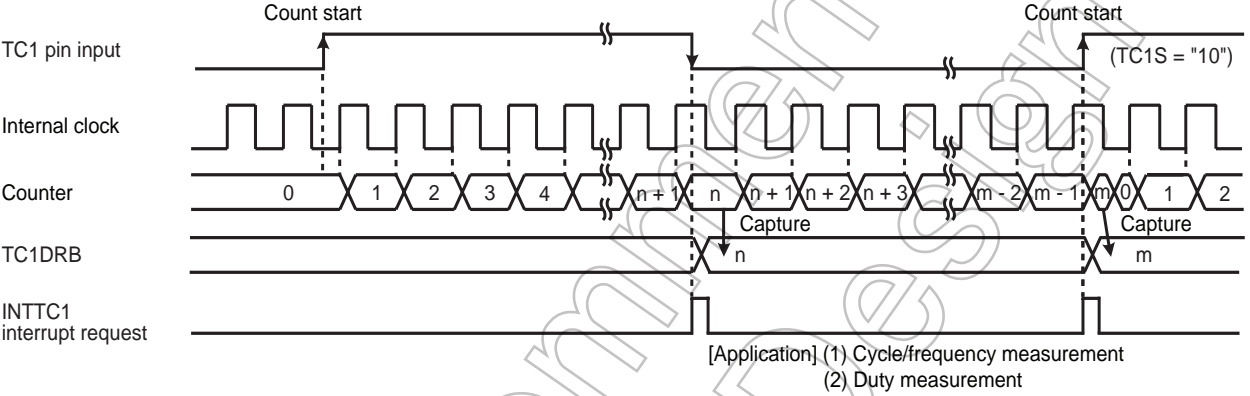 Count start Count start
TC1 pin input (TC1S = "10")
Internal clock
Counter 0 1 2 3 4 n + 1 n n + 1 n + 2 n + 3 m - 2 m - 1 m 0 1 2
Capture Capture
TC1DRB n m
INTTC1
interrupt request
[Application] (1) Cycle/frequency measurement
(2) Duty measurement